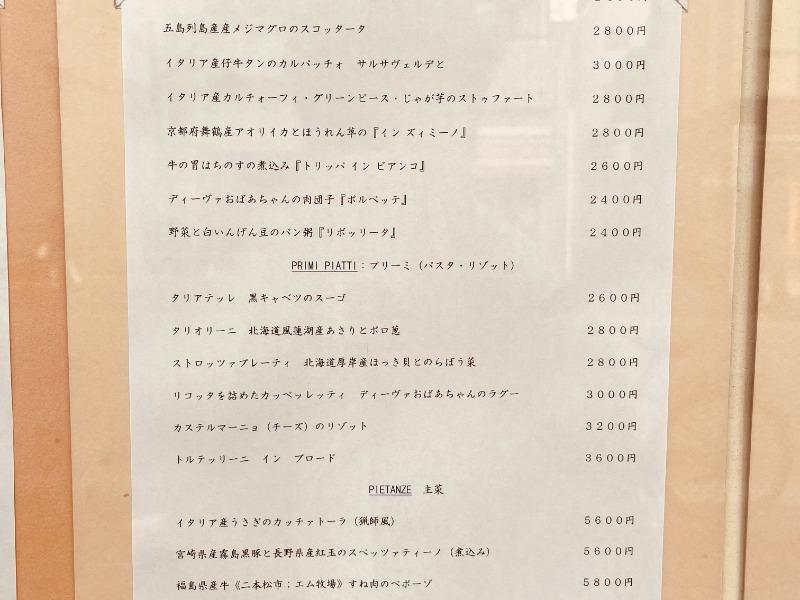 五島列島産産メジマグロのスコッタータ　２８００円
イタリア産仔牛タンのカルパッチォ　サルサヴェルデと　３０００円
イタリア産カルチォーフィ・グリーンピース・じゃが芋のストゥファート　２８００円
京都府舞鶴産アオリイカとほうれん草の『イン ズィミーノ』　２８００円
牛の胃はちのすの煮込み『トリッパ イン ビアンコ』　２６００円
ディーヴァおばあちゃんの肉団子『ポルペッテ』　２４００円
野菜と白いんげん豆のパン粥『リボッリータ』　２４００円
PRIMI PIATTI：プリーミ（パスタ・リゾット）
タリアテッレ　黒キャベツのスーゴ　２６００円
タリオリーニ　北海道風蓮湖産あさりとポロ葱　２８００円
ストロッツァプレーティ　北海道厚岸産ほっき貝とのらぼう菜　２８００円
リコッタを詰めたカッペッレッティ　ディーヴァおばあちゃんのラグー　３０００円
カステルマーニョ（チーズ）のリゾット　３２００円
トルテッリーニ　イン　ブロード　３６００円
PIETANZE　主菜
イタリア産うさぎのカッチァトーラ（猟師風）　５６００円
宮崎県産霧島黒豚と長野県産紅玉のスペッツァティーノ（煮込み）　５６００円
福島県産牛《二本松市；エム牧場》すね肉のペポーゾ　５８００円